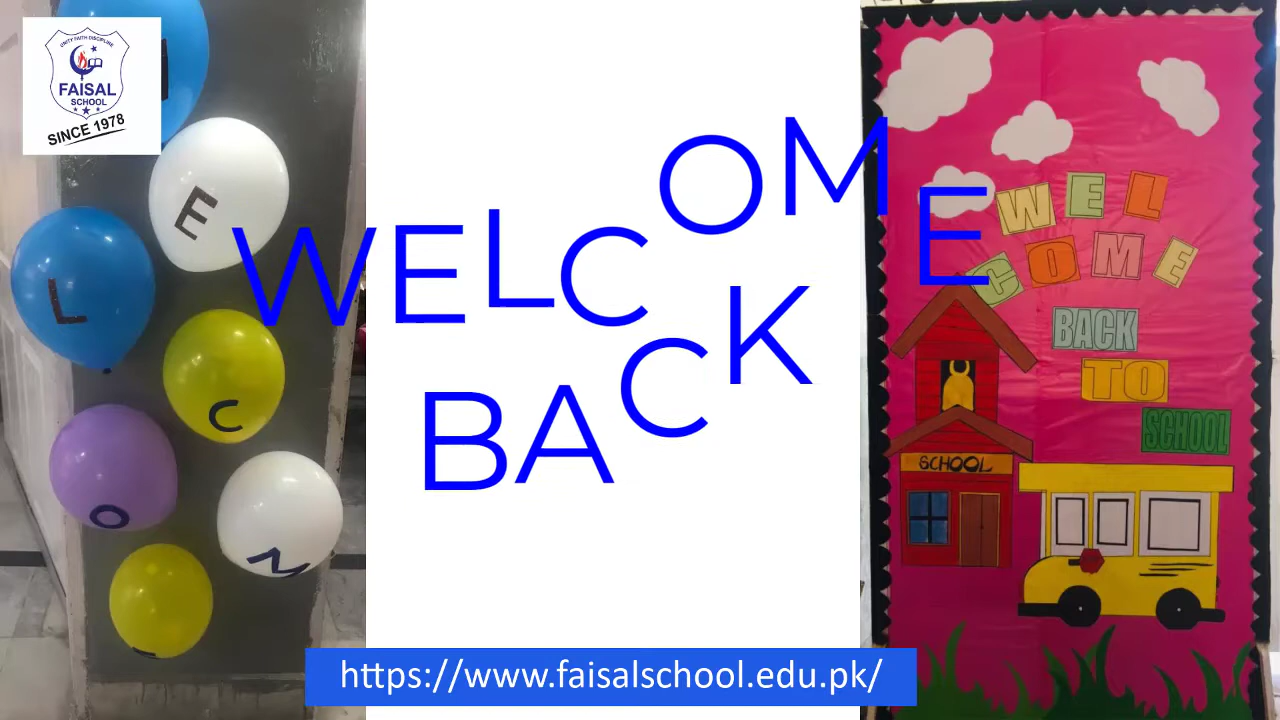 UNITY FAITH DISCIPLINE
FAISAL
SCHOOL
SINCE 1978
E
L
C
O
M
WELCOME
BACK
WEL
COME
BACK
TO
SCHOOL
SCHOOL
https://www.faisalschool.edu.pk/